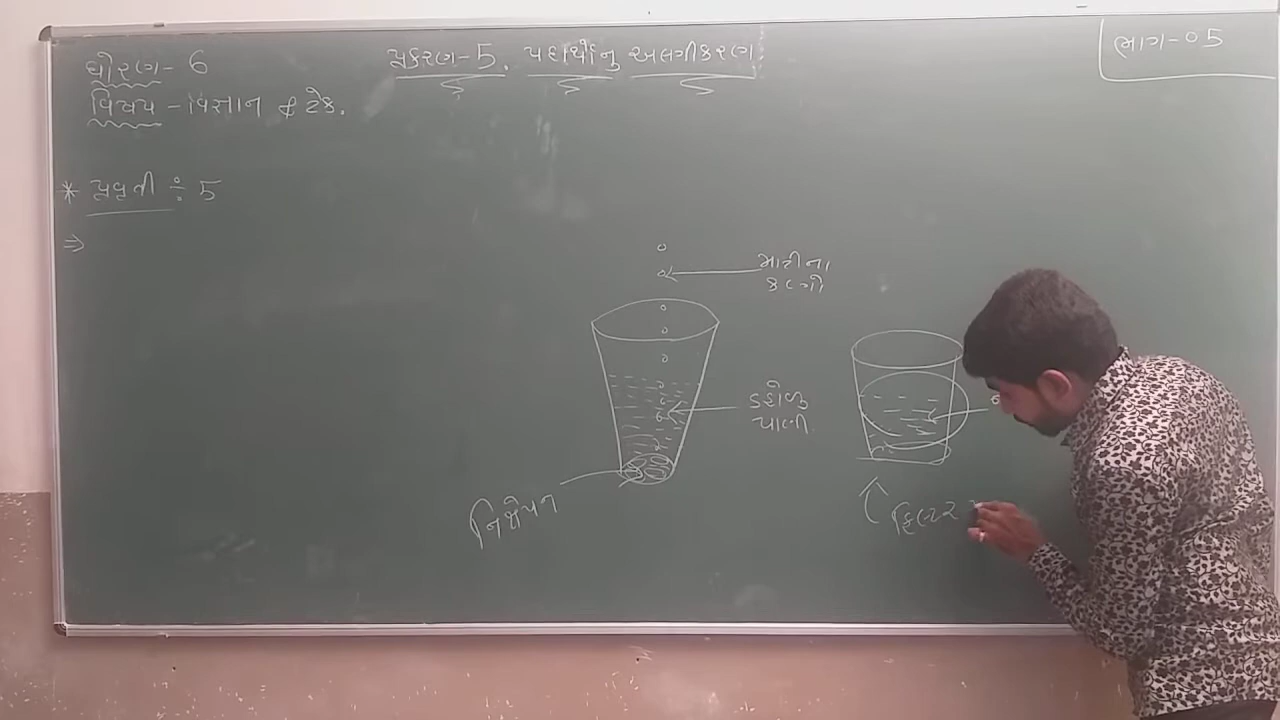 ધોરણ- 6
પ્રકરણ-5. પદાર્થોનુ અલગીકરણ
ભાગ-05
વિષય - વિજ્ઞાન & ટેક.
* પ્રવૃતી ÷ 5
⇒
માટીના
કણો
ડહોળુ
પાણી
નિક્ષેપન
ફિલ્ટર